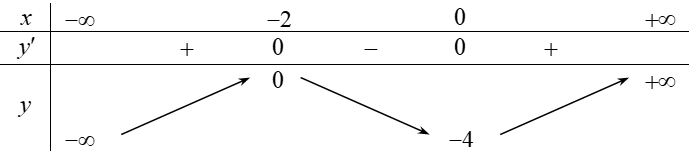 x −∞ −2 0 +∞
y′ + 0 − 0 +
0 +∞
y
−∞ −4